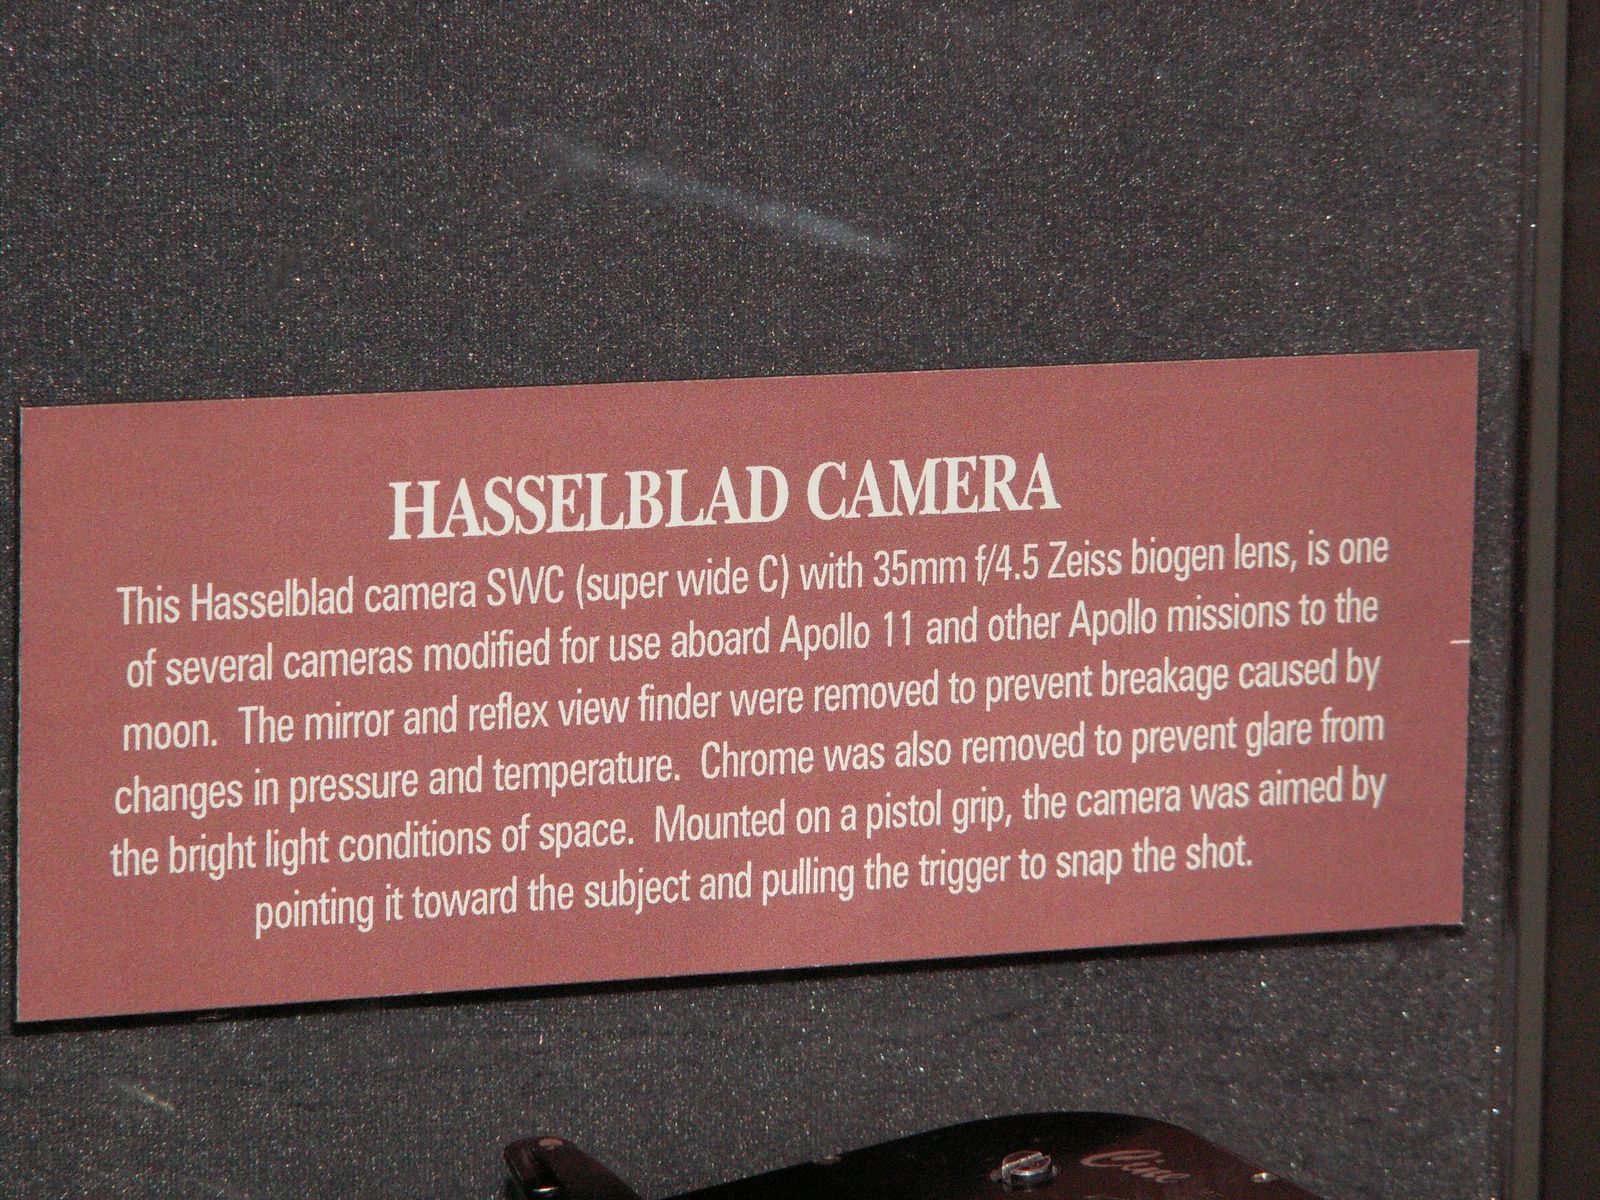 HASSELBLAD CAMERA
This Hasselblad camera SWC (super wide C) with 35mm f/4.5 Zeiss biogen lens, is one
of several cameras modified for use aboard Apollo 11 and other Apollo missions to the
moon.  The mirror and reflex view finder were removed to prevent breakage caused by
changes in pressure and temperature.  Chrome was also removed to prevent glare from
the bright light conditions of space.  Mounted on a pistol grip, the camera was aimed by
pointing it toward the subject and pulling the trigger to snap the shot.
Cine